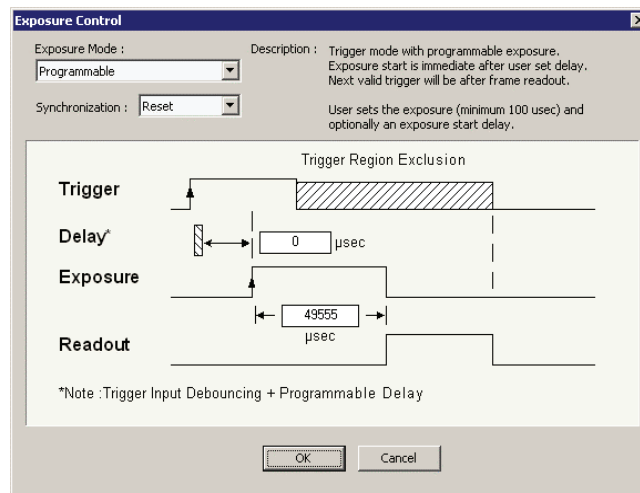 Exposure Control
Exposure Mode :
Programmable
Synchronization : Reset
Description : Trigger mode with programmable exposure.
Exposure start is immediate after user set delay.
Next valid trigger will be after frame readout.
User sets the exposure (minimum 100 usec) and
optionally an exposure start delay.
Trigger Region Exclusion
Trigger
Delay*
0 µsec
Exposure
49555
µsec
Readout
*Note :Trigger Input Debouncing + Programmable Delay
OK
Cancel